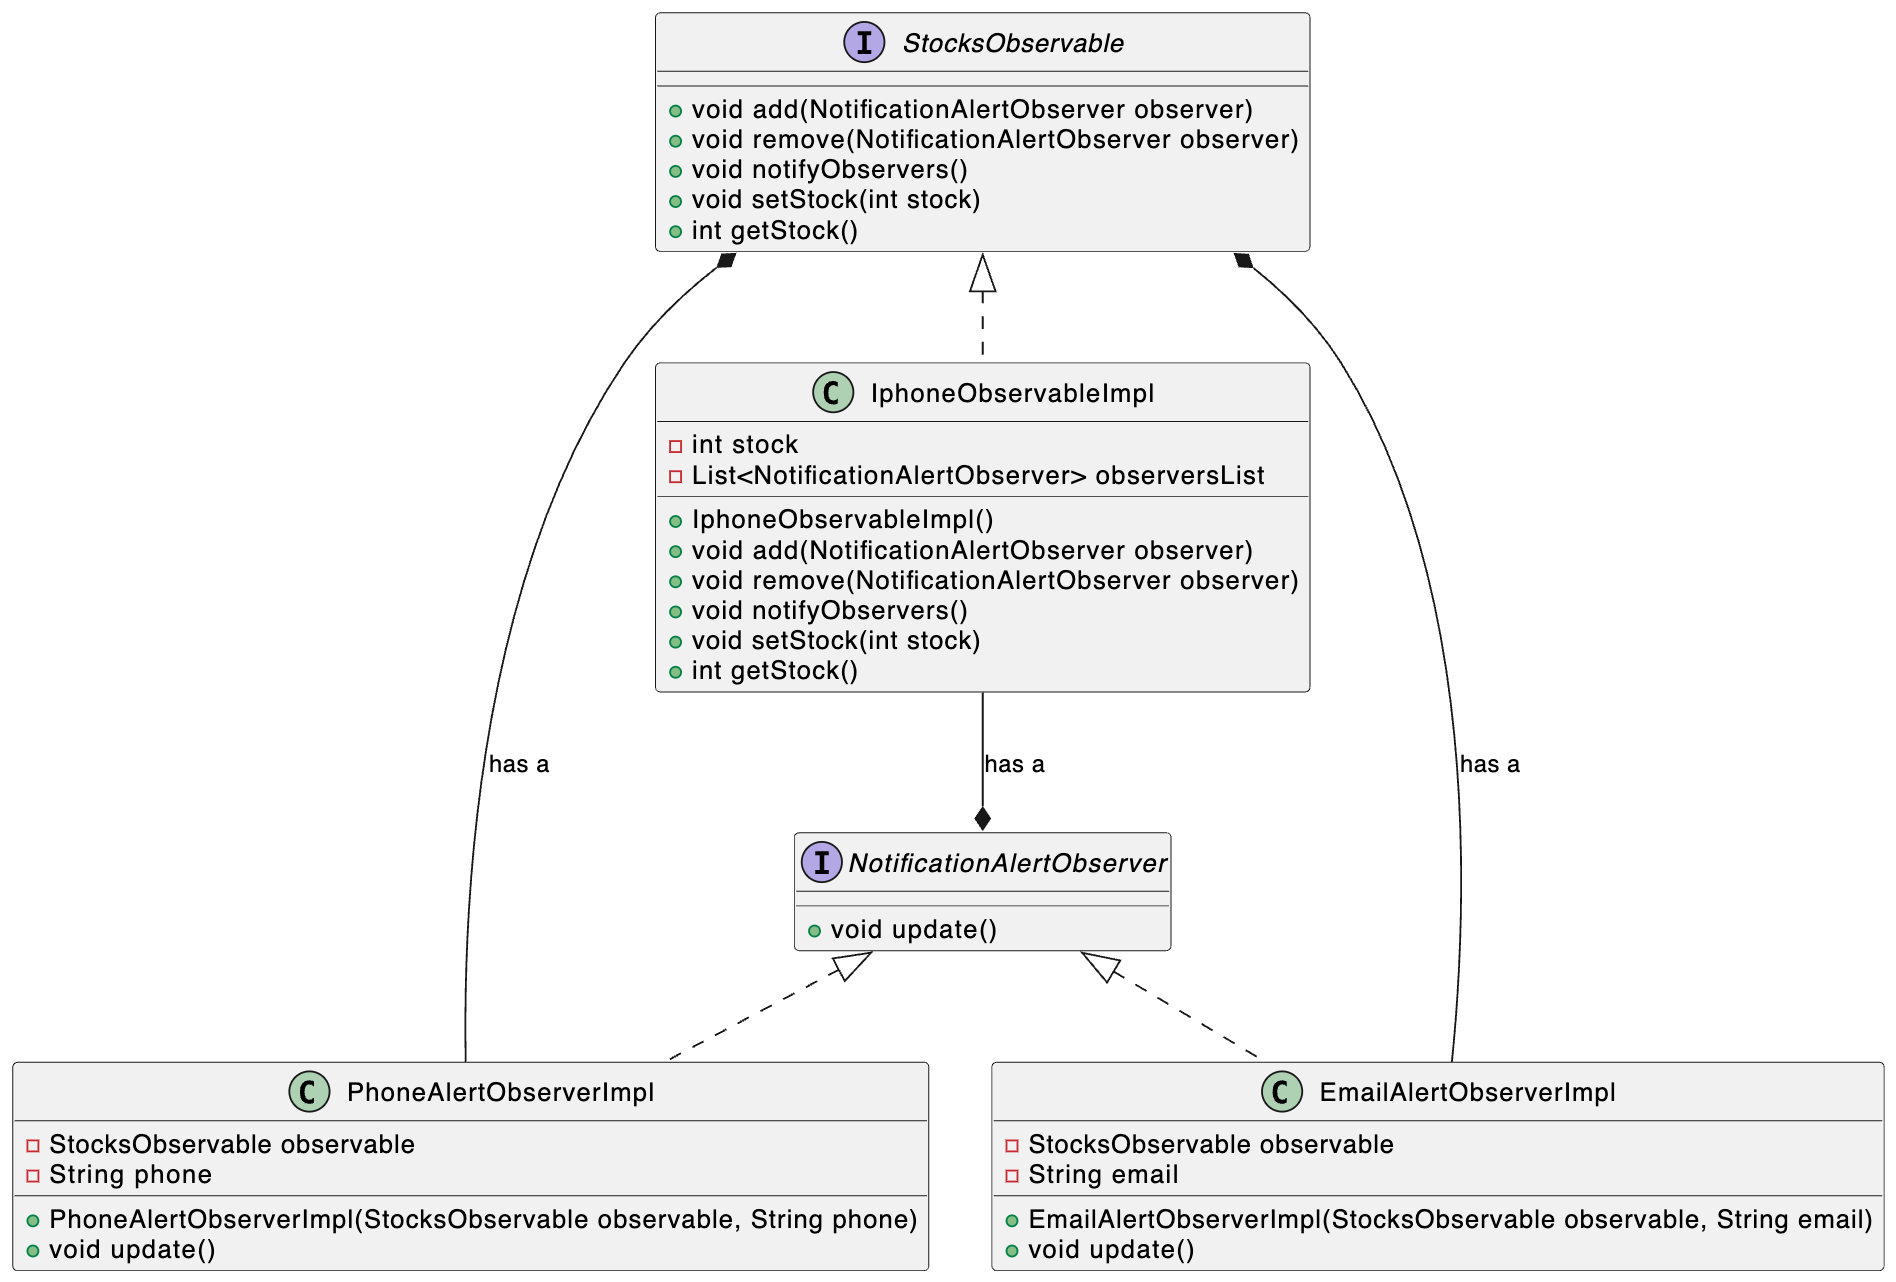 I StocksObservable
void add(NotificationAlertObserver observer)
void remove(NotificationAlertObserver observer)
void notifyObservers()
void setStock(int stock)
int getStock()
C IphoneObservableImpl
int stock
List<NotificationAlertObserver> observersList
IphoneObservableImpl()
void add(NotificationAlertObserver observer)
void remove(NotificationAlertObserver observer)
void notifyObservers()
void setStock(int stock)
int getStock()
has a
has a
has a
I NotificationAlertObserver
void update()
C PhoneAlertObserverImpl
StocksObservable observable
String phone
PhoneAlertObserverImpl(StocksObservable observable, String phone)
void update()
C EmailAlertObserverImpl
StocksObservable observable
String email
EmailAlertObserverImpl(StocksObservable observable, String email)
void update()